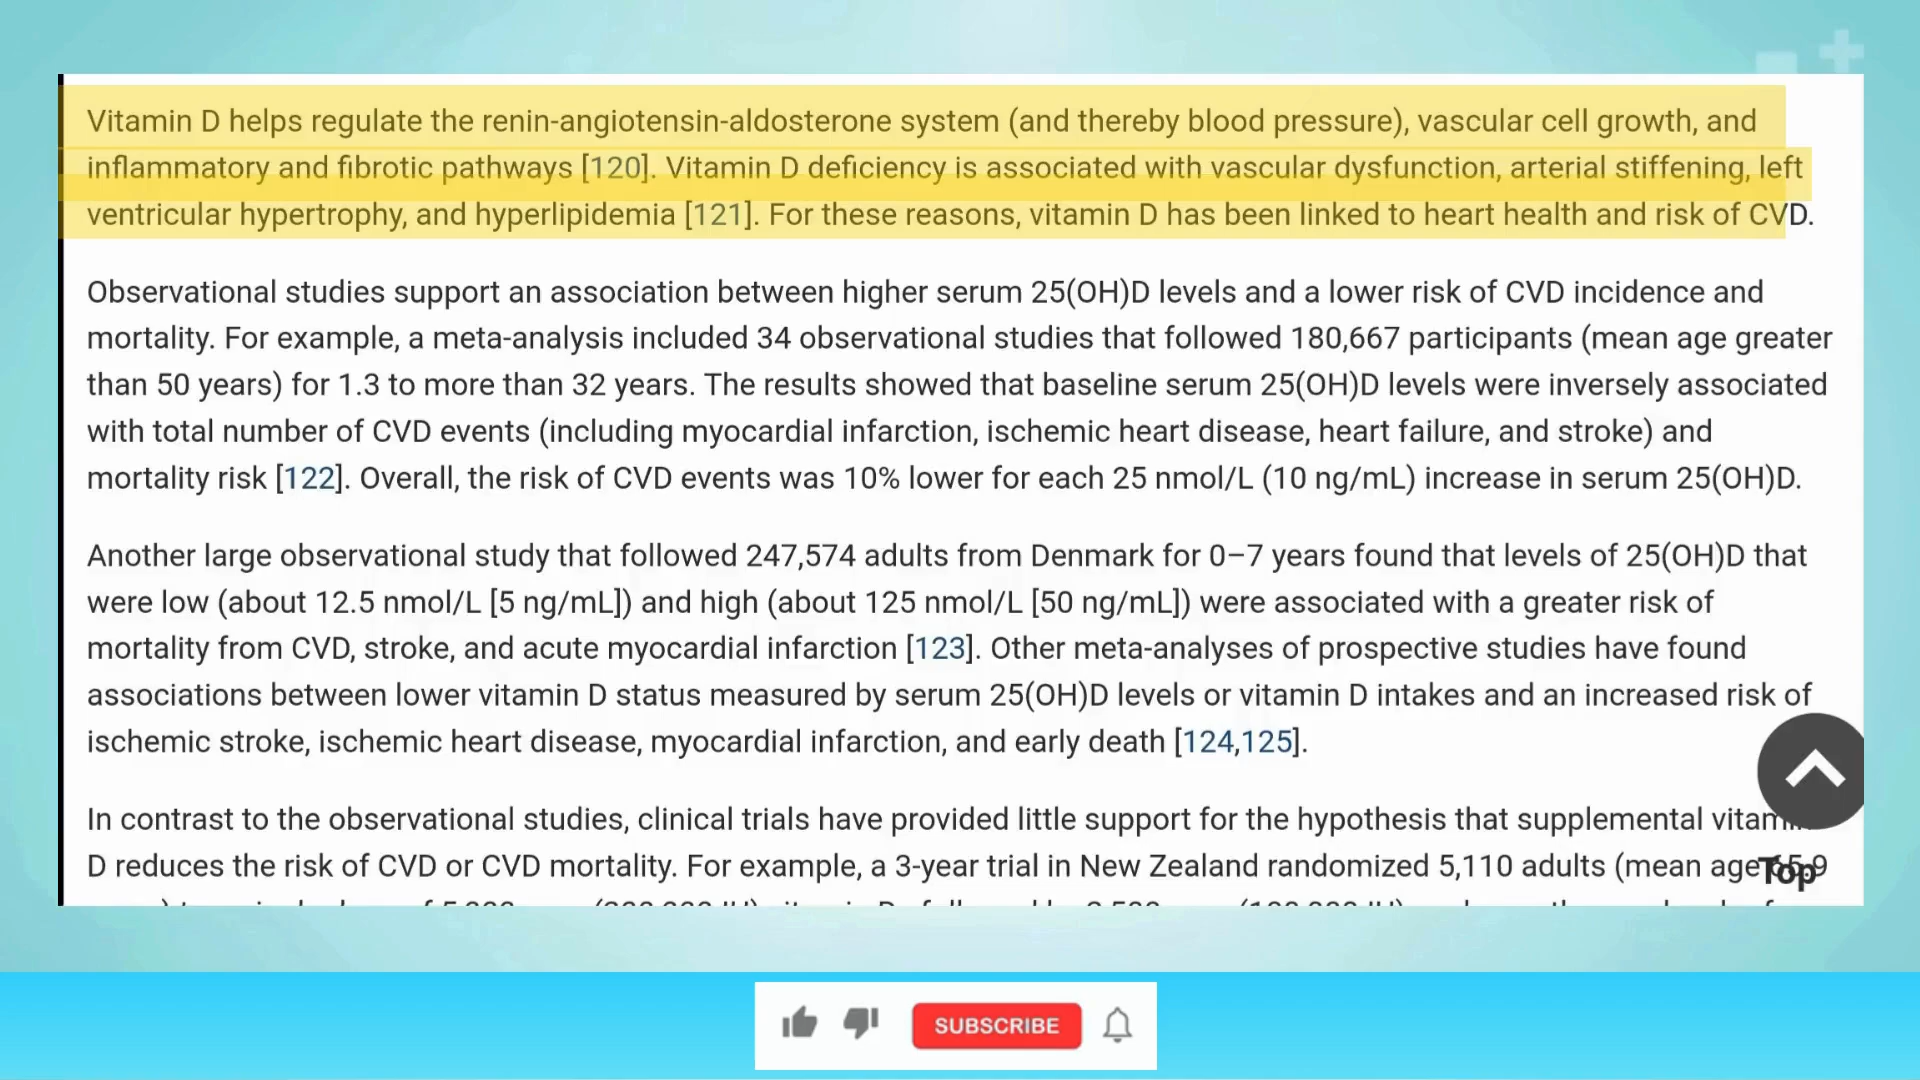 Vitamin D helps regulate the renin-angiotensin-aldosterone system (and thereby blood pressure), vascular cell growth, and
inflammatory and fibrotic pathways [120]. Vitamin D deficiency is associated with vascular dysfunction, arterial stiffening, left
ventricular hypertrophy, and hyperlipidemia [121]. For these reasons, vitamin D has been linked to heart health and risk of CVD.
Observational studies support an association between higher serum 25(OH)D levels and a lower risk of CVD incidence and
mortality. For example, a meta-analysis included 34 observational studies that followed 180,667 participants (mean age greater
than 50 years) for 1.3 to more than 32 years. The results showed that baseline serum 25(OH)D levels were inversely associated
with total number of CVD events (including myocardial infarction, ischemic heart disease, heart failure, and stroke) and
mortality risk [122]. Overall, the risk of CVD events was 10% lower for each 25 nmol/L (10 ng/mL) increase in serum 25(OH)D.
Another large observational study that followed 247,574 adults from Denmark for 0–7 years found that levels of 25(OH)D that
were low (about 12.5 nmol/L [5 ng/mL]) and high (about 125 nmol/L [50 ng/mL]) were associated with a greater risk of
mortality from CVD, stroke, and acute myocardial infarction [123]. Other meta-analyses of prospective studies have found
associations between lower vitamin D status measured by serum 25(OH)D levels or vitamin D intakes and an increased risk of
ischemic stroke, ischemic heart disease, myocardial infarction, and early death [124,125].
In contrast to the observational studies, clinical trials have provided little support for the hypothesis that supplemental vitamin
D reduces the risk of CVD or CVD mortality. For example, a 3-year trial in New Zealand randomized 5,110 adults (mean age 65.9
Top
SUBSCRIBE